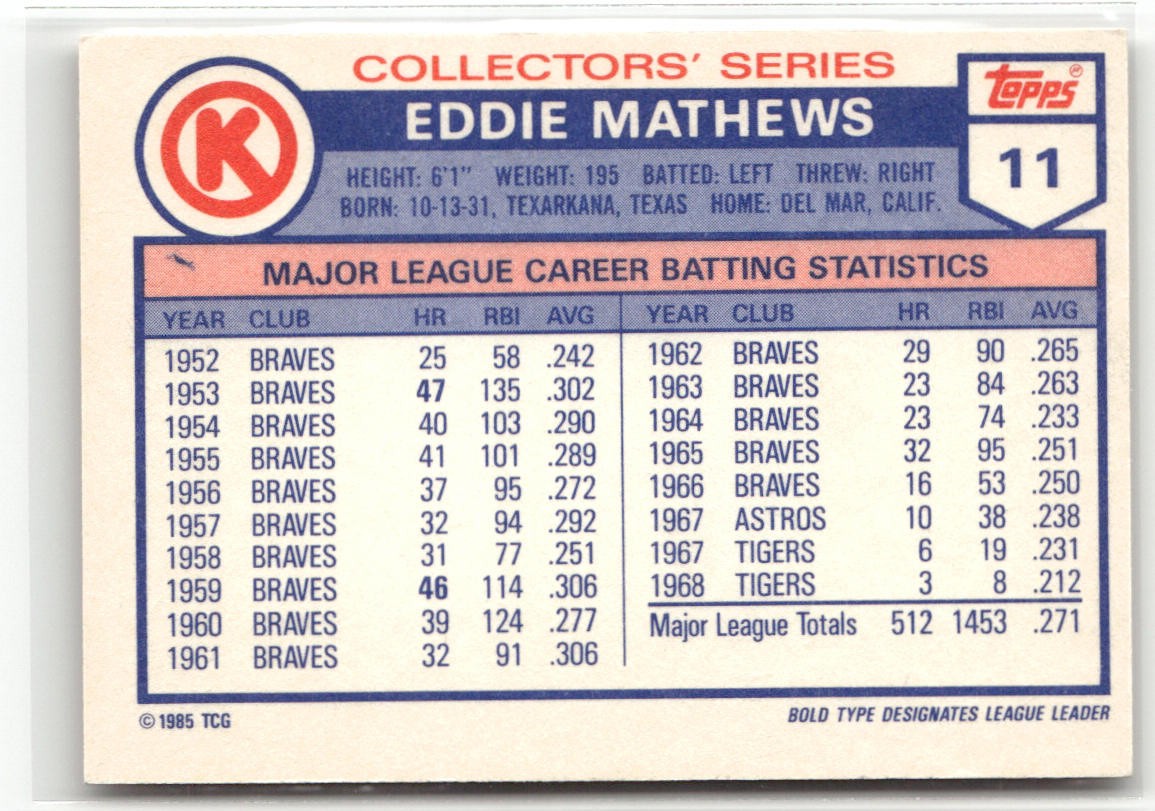 COLLECTORS' SERIES
K
EDDIE MATHEWS
Topps
11
HEIGHT: 6'1" WEIGHT: 195 BATTED: LEFT THREW: RIGHT
BORN: 10-13-31, TEXARKANA, TEXAS HOME: DEL MAR, CALIF.
MAJOR LEAGUE CAREER BATTING STATISTICS
YEAR CLUB HR RBI AVG YEAR CLUB HR RBI AVG
1952 BRAVES 25 58 .242 1962 BRAVES 29 90 .265
1953 BRAVES 47 135 .302 1963 BRAVES 23 84 .263
1954 BRAVES 40 103 .290 1964 BRAVES 23 74 .233
1955 BRAVES 41 101 .289 1965 BRAVES 32 95 .251
1956 BRAVES 37 95 .272 1966 BRAVES 16 53 .250
1957 BRAVES 32 94 .292 1967 ASTROS 10 38 .238
1958 BRAVES 31 77 .251 1967 TIGERS 6 19 .231
1959 BRAVES 46 114 .306 1968 TIGERS 3 8 .212
1960 BRAVES 39 124 .277 Major League Totals 512 1453 .271
1961 BRAVES 32 91 .306
© 1985 TCG
BOLD TYPE DESIGNATES LEAGUE LEADER